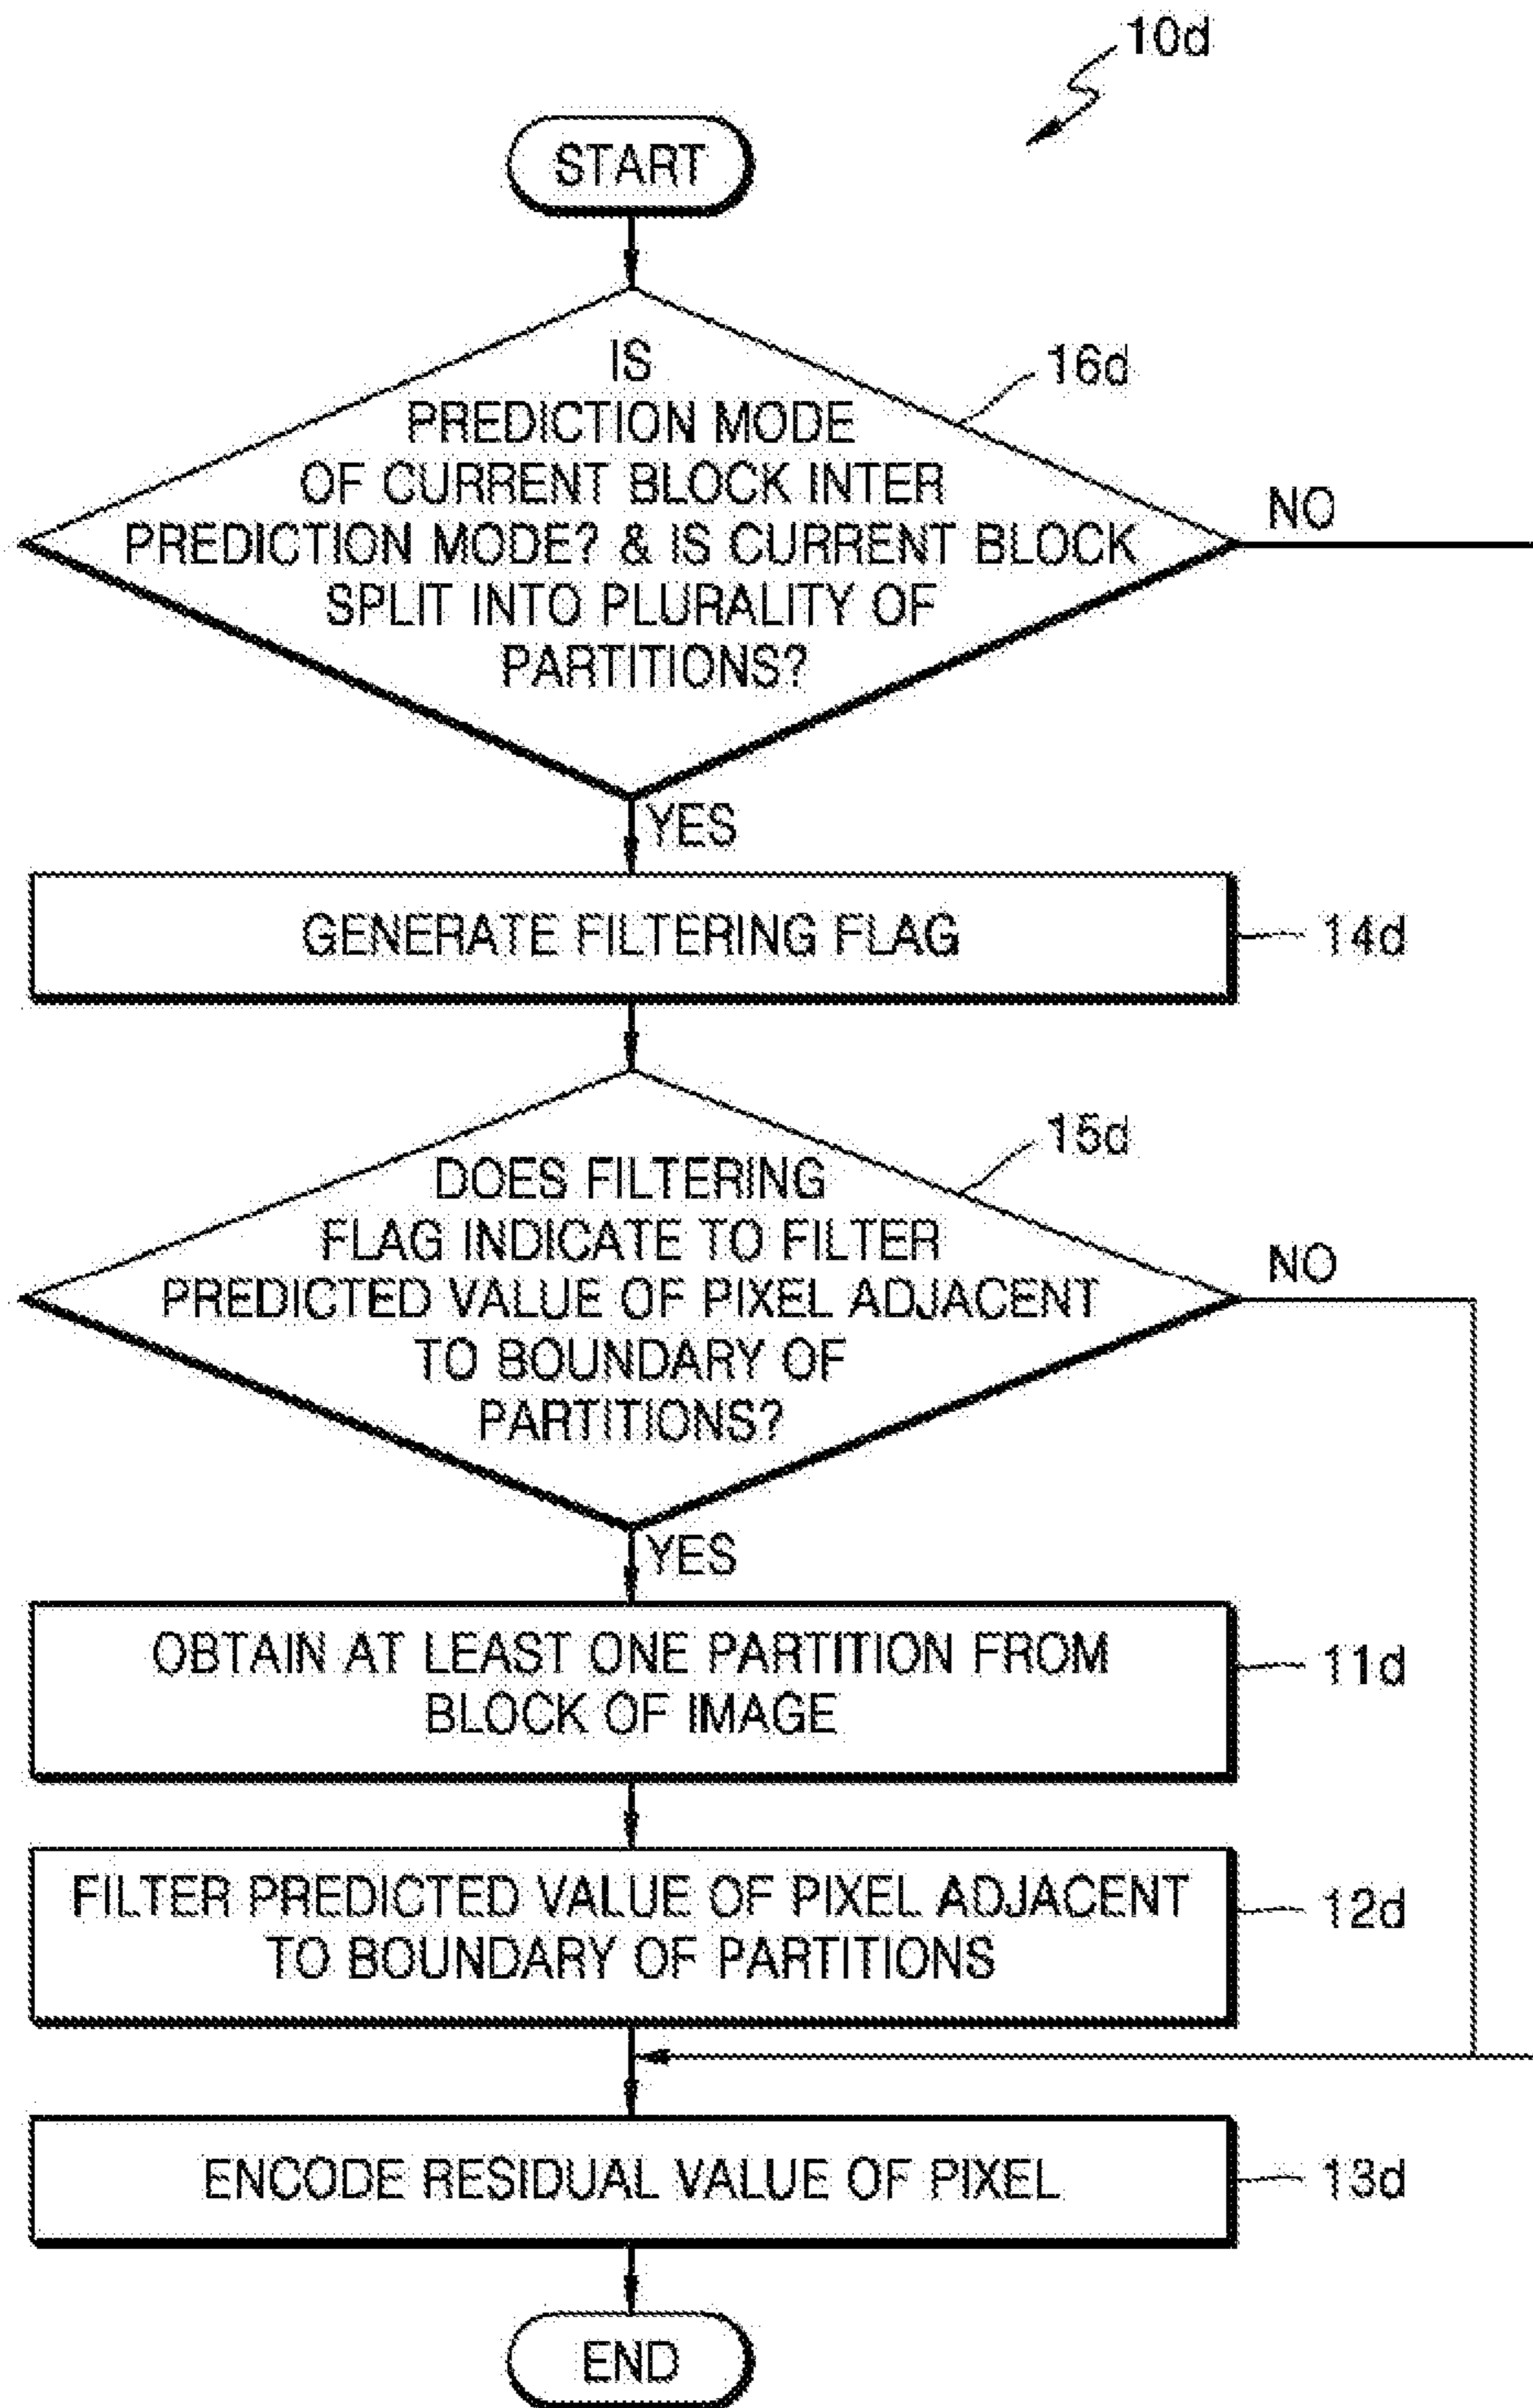 10d
START
IS
PREDICTION MODE
OF CURRENT BLOCK INTER
PREDICTION MODE? & IS CURRENT BLOCK
SPLIT INTO PLURALITY OF
PARTITIONS?
16d
NO
YES
GENERATE FILTERING FLAG
14d
DOES FILTERING
FLAG INDICATE TO FILTER
PREDICTED VALUE OF PIXEL ADJACENT
TO BOUNDARY OF
PARTITIONS?
15d
NO
YES
OBTAIN AT LEAST ONE PARTITION FROM
BLOCK OF IMAGE
11d
FILTER PREDICTED VALUE OF PIXEL ADJACENT
TO BOUNDARY OF PARTITIONS
12d
ENCODE RESIDUAL VALUE OF PIXEL
13d
END